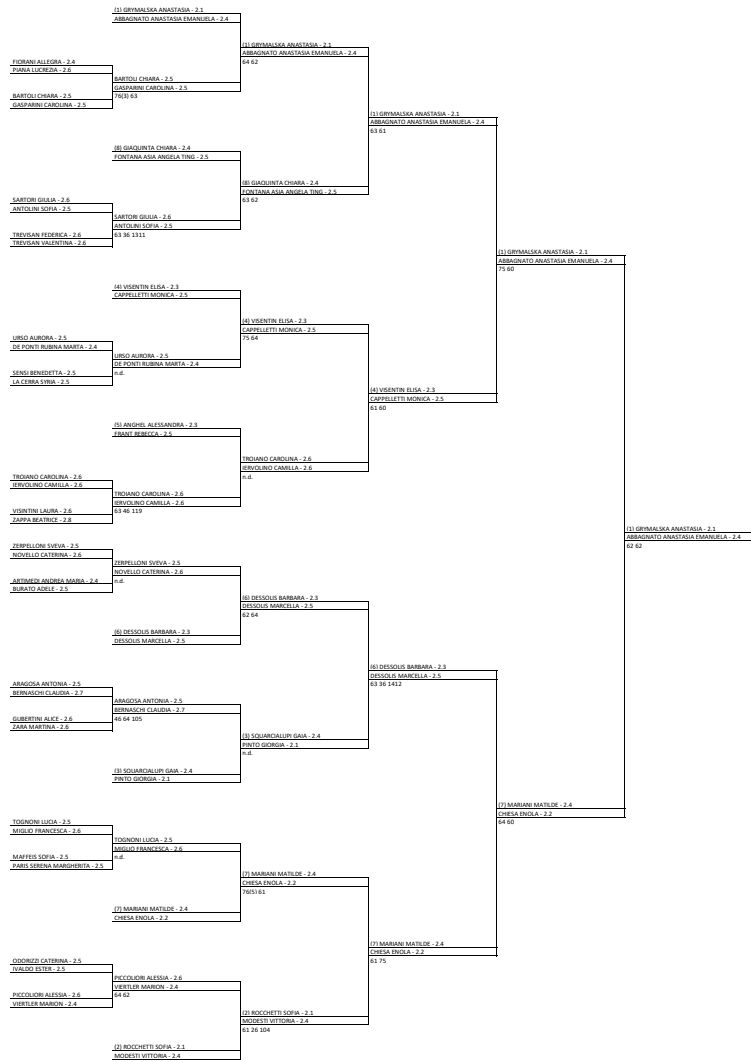 (1) GRYMALSKA ANASTASIA - 2.1
ABBAGNATO ANASTASIA EMANUELA - 2.4
(1) GRYMALSKA ANASTASIA - 2.1
ABBAGNATO ANASTASIA EMANUELA - 2.4
64 62
FIORANI ALLEGRA - 2.4
PIANA LUCREZIA - 2.6
BARTOLI CHIARA - 2.5
GASPARINI CAROLINA - 2.5
76(3) 63
BARTOLI CHIARA - 2.5
GASPARINI CAROLINA - 2.5
(1) GRYMALSKA ANASTASIA - 2.1
ABBAGNATO ANASTASIA EMANUELA - 2.4
63 61
(8) GIAQUINTA CHIARA - 2.4
FONTANA ASIA ANGELA TING - 2.5
(8) GIAQUINTA CHIARA - 2.4
FONTANA ASIA ANGELA TING - 2.5
63 62
SARTORI GIULIA - 2.6
ANTOLINI SOFIA - 2.5
SARTORI GIULIA - 2.6
ANTOLINI SOFIA - 2.5
63 36 1311
TREVISAN FEDERICA - 2.6
TREVISAN VALENTINA - 2.6
(1) GRYMALSKA ANASTASIA - 2.1
ABBAGNATO ANASTASIA EMANUELA - 2.4
75 60
(4) VISENTIN ELISA - 2.3
CAPPELLETTI MONICA - 2.5
(4) VISENTIN ELISA - 2.3
CAPPELLETTI MONICA - 2.5
75 64
URSO AURORA - 2.5
DE PONTI RUBINA MARTA - 2.4
URSO AURORA - 2.5
DE PONTI RUBINA MARTA - 2.4
n.d.
SENSI BENEDETTA - 2.5
LA CERRA SYRIA - 2.5
(4) VISENTIN ELISA - 2.3
CAPPELLETTI MONICA - 2.5
61 60
(5) ANGHEL ALESSANDRA - 2.3
FRANT REBECCA - 2.5
TROIANO CAROLINA - 2.6
IERVOLINO CAMILLA - 2.6
n.d.
TROIANO CAROLINA - 2.6
IERVOLINO CAMILLA - 2.6
TROIANO CAROLINA - 2.6
IERVOLINO CAMILLA - 2.6
63 46 119
VISINTINI LAURA - 2.6
ZAPPA BEATRICE - 2.8
(1) GRYMALSKA ANASTASIA - 2.1
ABBAGNATO ANASTASIA EMANUELA - 2.4
62 62
ZERPELLONI SVEVA - 2.5
NOVELLO CATERINA - 2.6
ZERPELLONI SVEVA - 2.5
NOVELLO CATERINA - 2.6
n.d.
ARTIMEDI ANDREA MARIA - 2.4
BURATO ADELE - 2.5
(6) DESSOLIS BARBARA - 2.3
DESSOLIS MARCELLA - 2.5
62 64
(6) DESSOLIS BARBARA - 2.3
DESSOLIS MARCELLA - 2.5
(6) DESSOLIS BARBARA - 2.3
DESSOLIS MARCELLA - 2.5
63 36 1412
ARAGOSA ANTONIA - 2.5
BERNASCHI CLAUDIA - 2.7
ARAGOSA ANTONIA - 2.5
BERNASCHI CLAUDIA - 2.7
46 64 105
GUBERTINI ALICE - 2.6
ZARA MARTINA - 2.6
(3) SQUARCIALUPI GAIA - 2.4
PINTO GIORGIA - 2.1
n.d.
(3) SQUARCIALUPI GAIA - 2.4
PINTO GIORGIA - 2.1
(7) MARIANI MATILDE - 2.4
CHIESA ENOLA - 2.2
64 60
TOGNONI LUCIA - 2.5
MIGLIO FRANCESCA - 2.6
TOGNONI LUCIA - 2.5
MIGLIO FRANCESCA - 2.6
n.d.
MAFFEIS SOFIA - 2.5
PARIS SERENA MARGHERITA - 2.5
(7) MARIANI MATILDE - 2.4
CHIESA ENOLA - 2.2
76(5) 61
(7) MARIANI MATILDE - 2.4
CHIESA ENOLA - 2.2
(7) MARIANI MATILDE - 2.4
CHIESA ENOLA - 2.2
61 75
ODORIZZI CATERINA - 2.5
IVALDO ESTER - 2.5
PICCOLIORI ALESSIA - 2.6
VIERTLER MARION - 2.4
64 62
PICCOLIORI ALESSIA - 2.6
VIERTLER MARION - 2.4
(2) ROCCHETTI SOFIA - 2.1
MODESTI VITTORIA - 2.4
61 26 104
(2) ROCCHETTI SOFIA - 2.1
MODESTI VITTORIA - 2.4